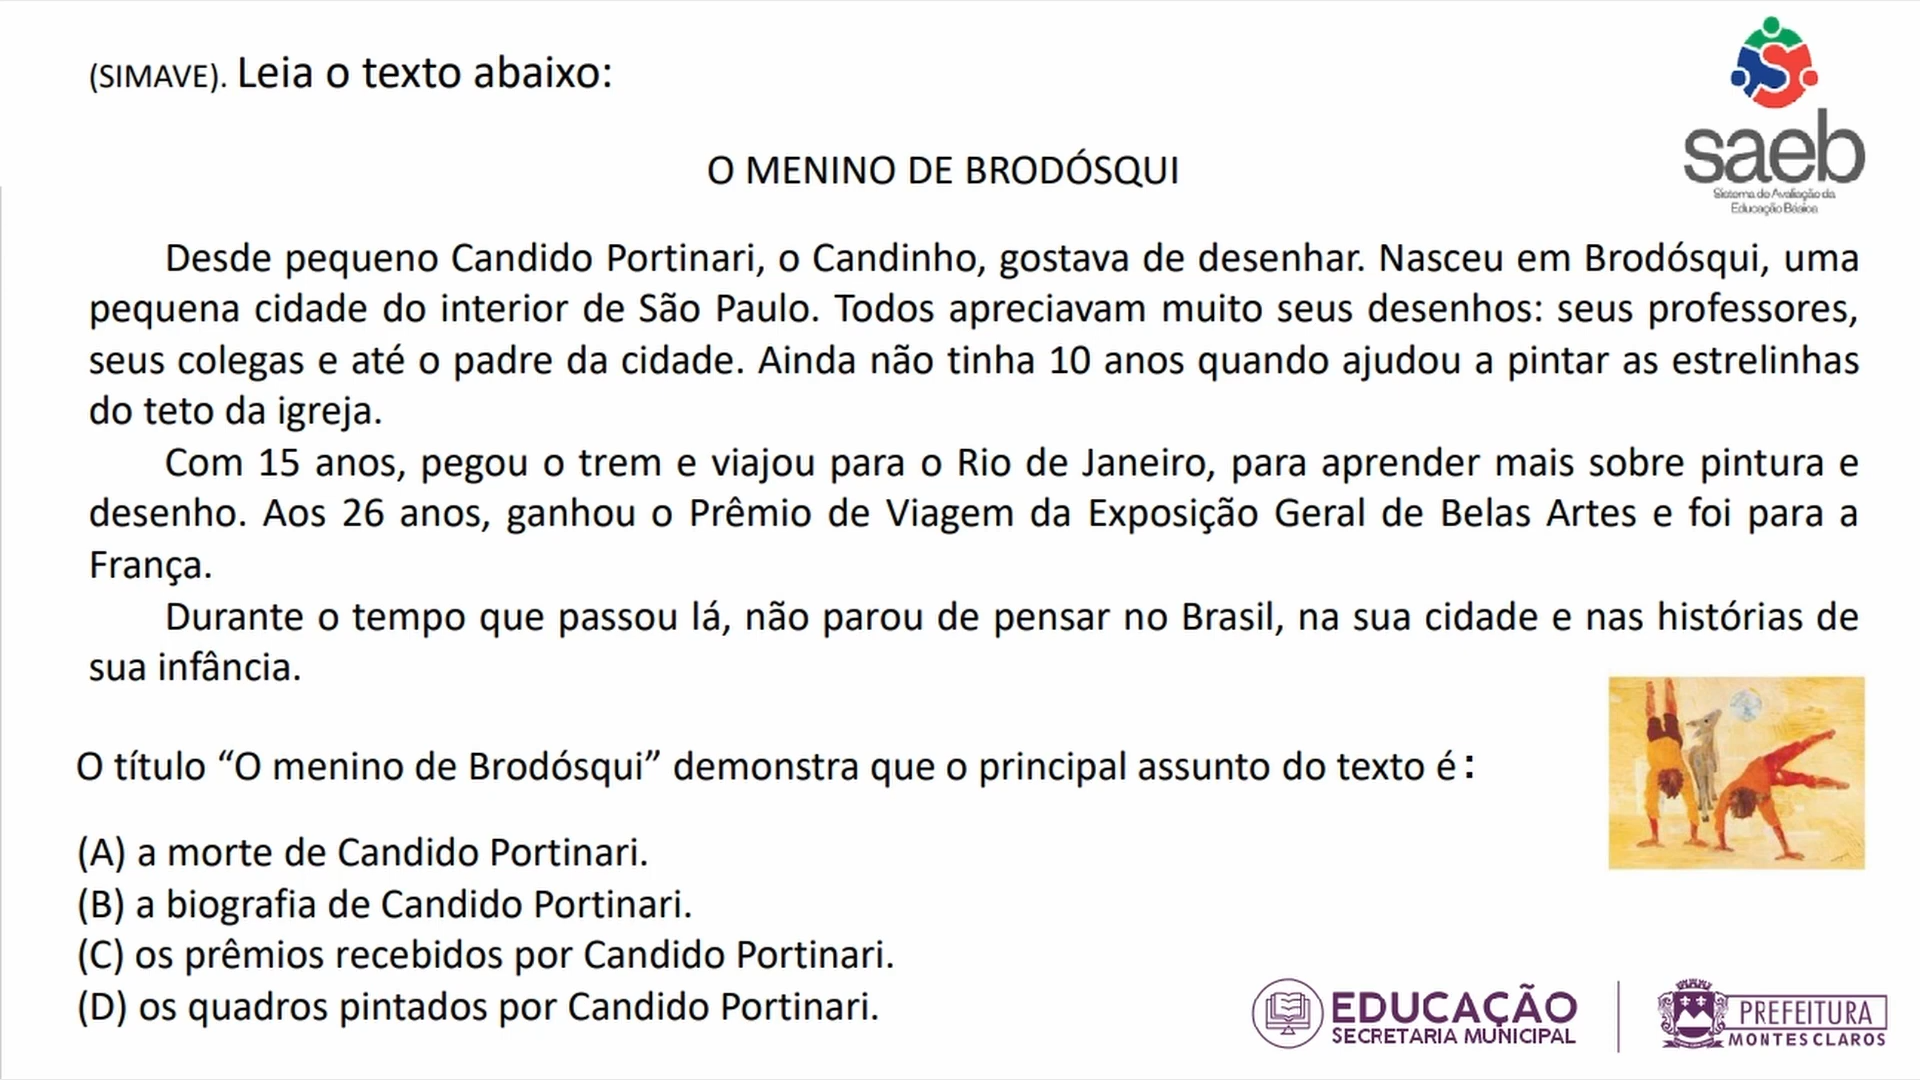 (SIMAVE). Leia o texto abaixo:
saeb
Sistema de Avaliação da
Educação Básica
O MENINO DE BRODÓSQUI
Desde pequeno Candido Portinari, o Candinho, gostava de desenhar. Nasceu em Brodósqui, uma
pequena cidade do interior de São Paulo. Todos apreciavam muito seus desenhos: seus professores,
seus colegas e até o padre da cidade. Ainda não tinha 10 anos quando ajudou a pintar as estrelinhas
do teto da igreja.
Com 15 anos, pegou o trem e viajou para o Rio de Janeiro, para aprender mais sobre pintura e
desenho. Aos 26 anos, ganhou o Prêmio de Viagem da Exposição Geral de Belas Artes e foi para a
França.
Durante o tempo que passou lá, não parou de pensar no Brasil, na sua cidade e nas histórias de
sua infância.
O título “O menino de Brodósqui” demonstra que o principal assunto do texto é:
(A) a morte de Candido Portinari.
(B) a biografia de Candido Portinari.
(C) os prêmios recebidos por Candido Portinari.
(D) os quadros pintados por Candido Portinari.
EDUCAÇÃO
SECRETARIA MUNICIPAL
PREFEITURA
MONTES CLAROS